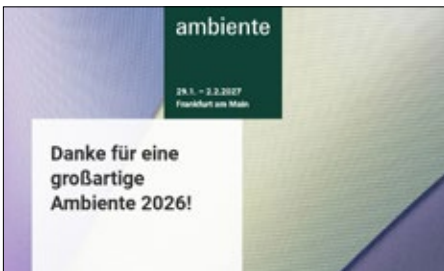 ambiente
29.1. – 2.2.2027
Frankfurt am Main
Danke für eine
großartige
Ambiente 2026!